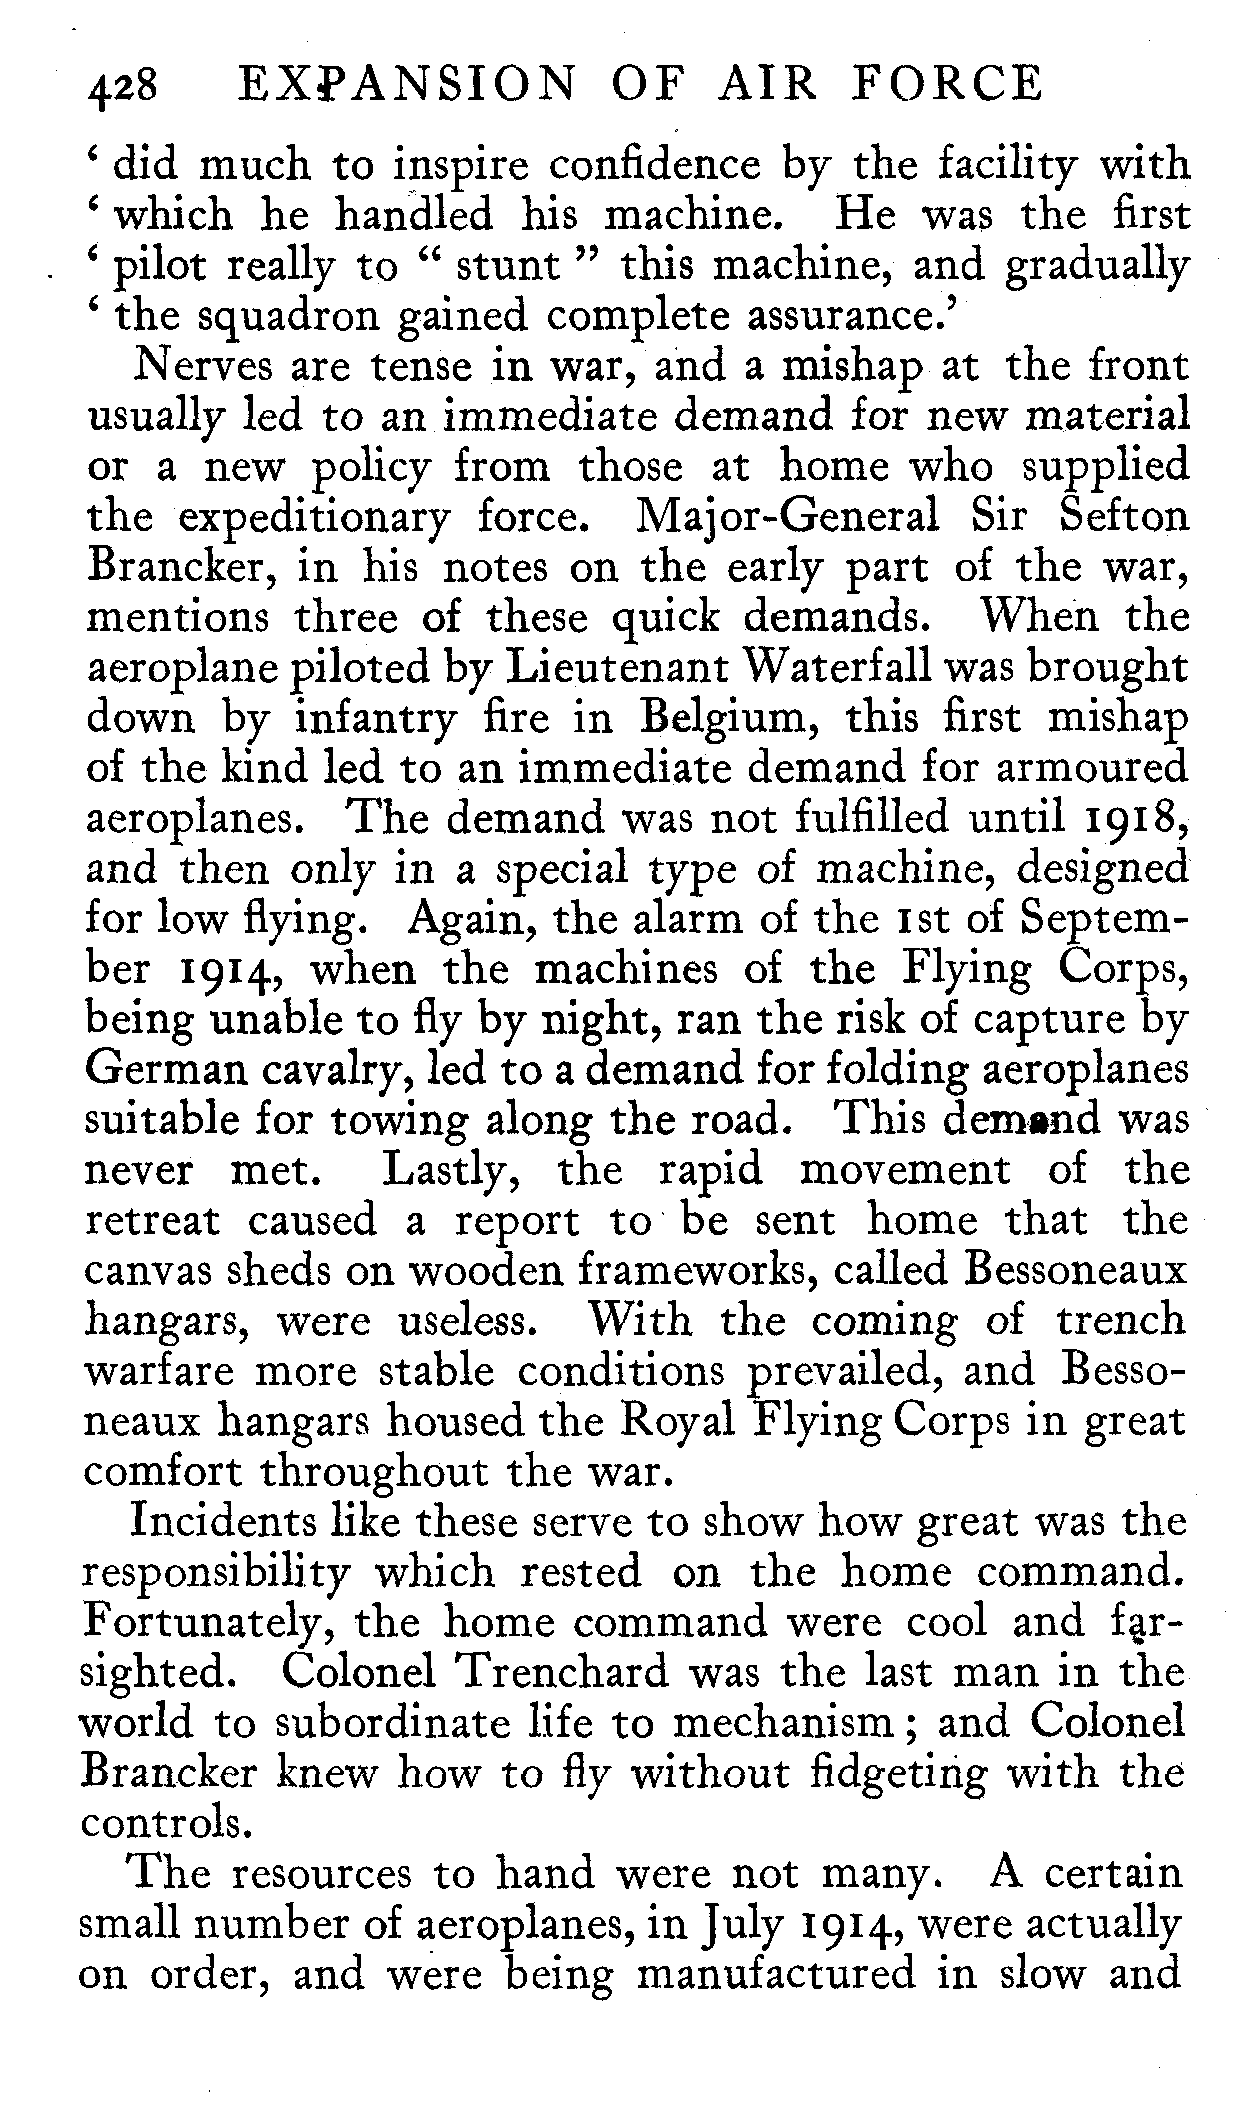 428 EXPANSION OF AIR FORCE
‘ did much to inspire confidence by the facility with
‘ which he handled his machine. He was the first
‘ pilot really to “ stunt ” this machine, and gradually
‘ the squadron gained complete assurance.’
Nerves are tense in war, and a mishap at the front
usually led to an immediate demand for new material
or a new policy from those at home who supplied
the expeditionary force. Major-General Sir Sefton
Brancker, in his notes on the early part of the war,
mentions three of these quick demands. When the
aeroplane piloted by Lieutenant Waterfall was brought
down by infantry fire in Belgium, this first mishap
of the kind led to an immediate demand for armoured
aeroplanes. The demand was not fulfilled until 1918,
and then only in a special type of machine, designed
for low flying. Again, the alarm of the 1st of Septem-
ber 1914, when the machines of the Flying Corps,
being unable to fly by night, ran the risk of capture by
German cavalry, led to a demand for folding aeroplanes
suitable for towing along the road. This demand was
never met. Lastly, the rapid movement of the
retreat caused a report to be sent home that the
canvas sheds on wooden frameworks, called Bessoneaux
hangars, were useless. With the coming of trench
warfare more stable conditions prevailed, and Besso-
neaux hangars housed the Royal Flying Corps in great
comfort throughout the war.
Incidents like these serve to show how great was the
responsibility which rested on the home command.
Fortunately, the home command were cool and far-
sighted. Colonel Trenchard was the last man in the
world to subordinate life to mechanism ; and Colonel
Brancker knew how to fly without fidgeting with the
controls.
The resources to hand were not many. A certain
small number of aeroplanes, in July 1914, were actually
on order, and were being manufactured in slow and